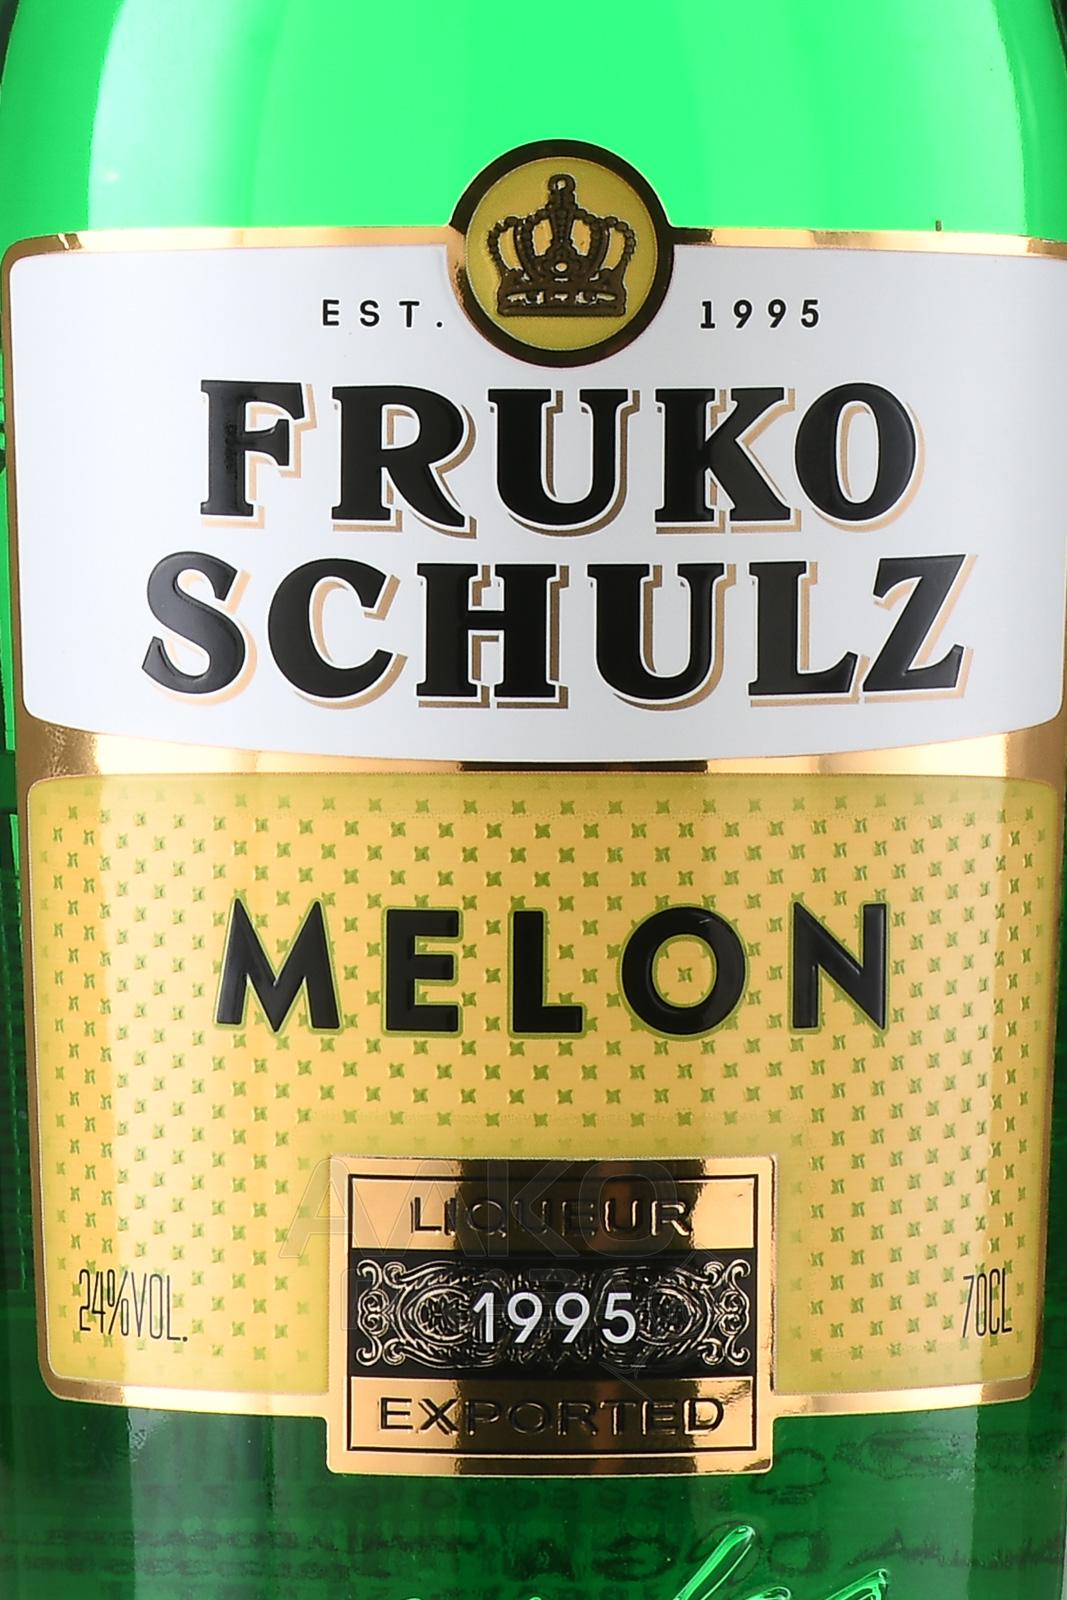 EST. 1995
FRUKO
SCHULZ
MELON
LIQUEUR
24%VOL. 1995 70CL
EXPORTED